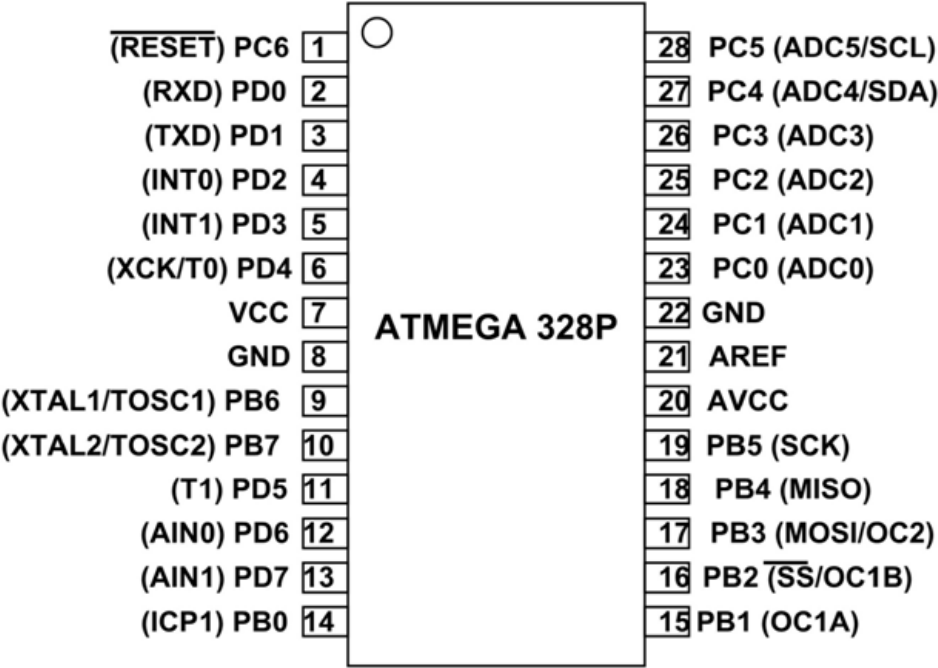 (RESET) PC6 1
(RXD) PD0 2
(TXD) PD1 3
(INT0) PD2 4
(INT1) PD3 5
(XCK/T0) PD4 6
VCC 7
GND 8
(XTAL1/TOSC1) PB6 9
(XTAL2/TOSC2) PB7 10
(T1) PD5 11
(AIN0) PD6 12
(AIN1) PD7 13
(ICP1) PB0 14
ATMEGA 328P
28 PC5 (ADC5/SCL)
27 PC4 (ADC4/SDA)
26 PC3 (ADC3)
25 PC2 (ADC2)
24 PC1 (ADC1)
23 PC0 (ADC0)
22 GND
21 AREF
20 AVCC
19 PB5 (SCK)
18 PB4 (MISO)
17 PB3 (MOSI/OC2)
16 PB2 (SS/OC1B)
15 PB1 (OC1A)